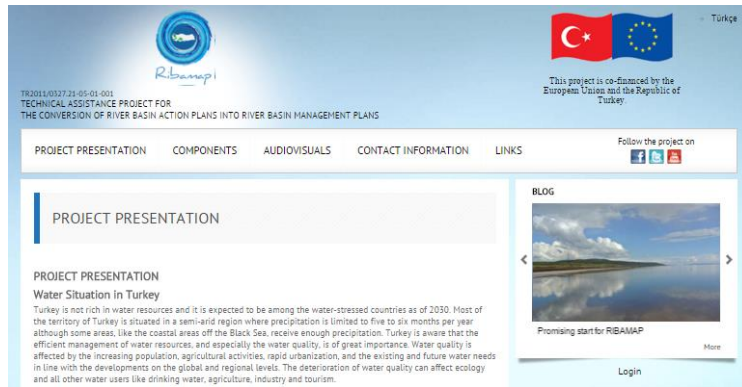 Türkçe
Ribamap
This project is co-financed by the
European Union and the Republic of
Turkey.
TR2011/0327.21-05-01-001
TECHNICAL ASSISTANCE PROJECT FOR
THE CONVERSION OF RIVER BASIN ACTION PLANS INTO RIVER BASIN MANAGEMENT PLANS
PROJECT PRESENTATION COMPONENTS AUDIOVISUALS CONTACT INFORMATION LINKS
Follow the project on
PROJECT PRESENTATION
PROJECT PRESENTATION
Water Situation in Turkey
Turkey is not rich in water resources and it is expected to be among the water-stressed countries as of 2030. Most of
the territory of Turkey is situated in a semi-arid region where precipitation is limited to five to six months per year
although some areas, like the coastal areas off the Black Sea, receive enough precipitation. Turkey is aware that the
efficient management of water resources, and especially the water quality, is of great importance. Water quality is
affected by the increasing population, agricultural activities, rapid urbanization, and the existing and future water needs
in line with the developments on the global and regional levels. The deterioration of water quality can affect ecology
and all other water users like drinking water, agriculture, industry and tourism.
BLOG
Promising start for RIBAMAP
More
Login